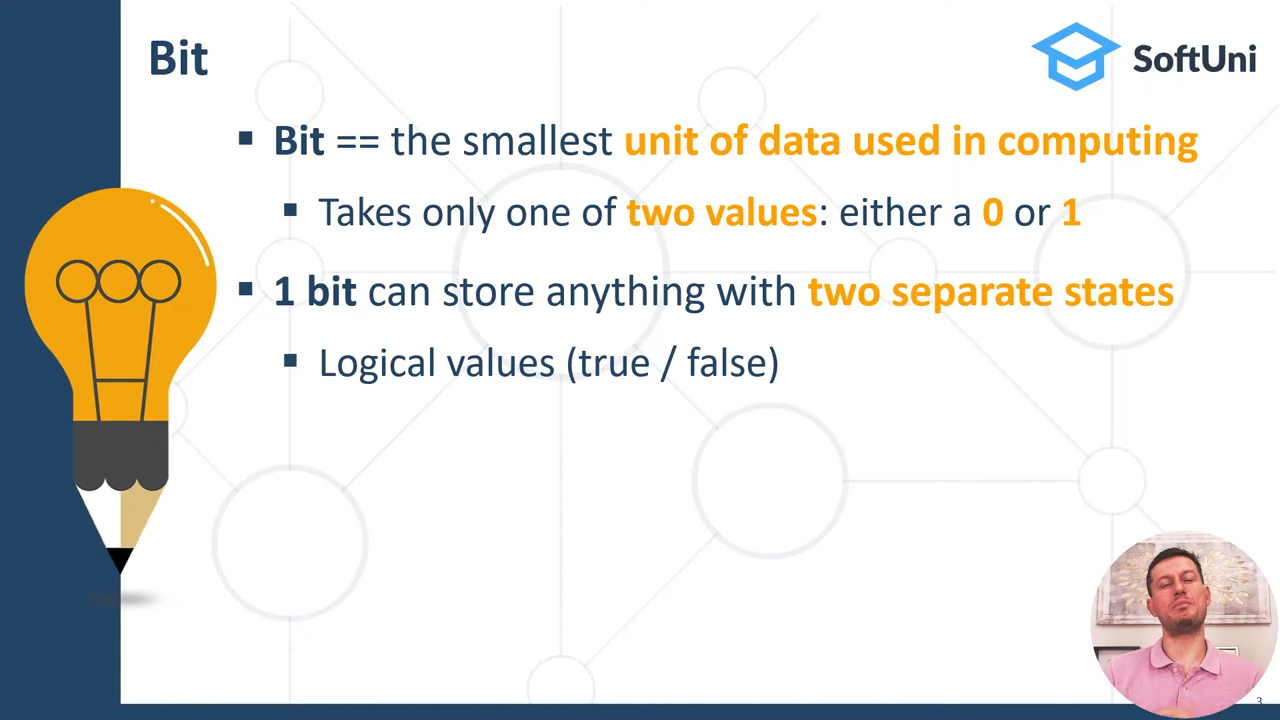 Bit
SoftUni
▪ Bit == the smallest unit of data used in computing
▪ Takes only one of two values: either a 0 or 1
▪ 1 bit can store anything with two separate states
▪ Logical values (true / false)
3